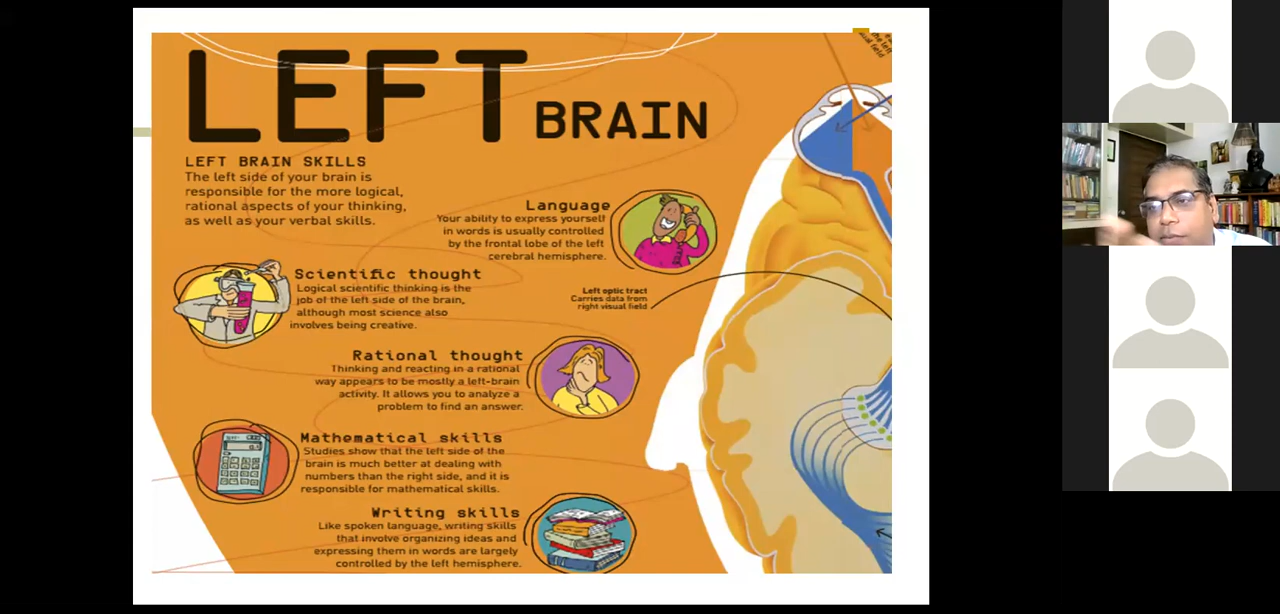 LEFT BRAIN
LEFT BRAIN SKILLS
The left side of your brain is
responsible for the more logical,
rational aspects of your thinking,
as well as your verbal skills.
Language
Your ability to express yourself
in words is usually controlled
by the frontal lobe of the left
cerebral hemisphere.
Scientific thought
Logical scientific thinking is the
job of the left side of the brain,
although most science also
involves being creative.
Left optic tract
Carries data from
right visual field
Rational thought
Thinking and reacting in a rational
way appears to be mostly a left-brain
activity. It allows you to analyze a
problem to find an answer.
Mathematical skills
Studies show that the left side of the
brain is much better at dealing with
numbers than the right side, and it is
responsible for mathematical skills.
Writing skills
Like spoken language, writing skills
that involve organizing ideas and
expressing them in words are largely
controlled by the left hemisphere.
the left
field